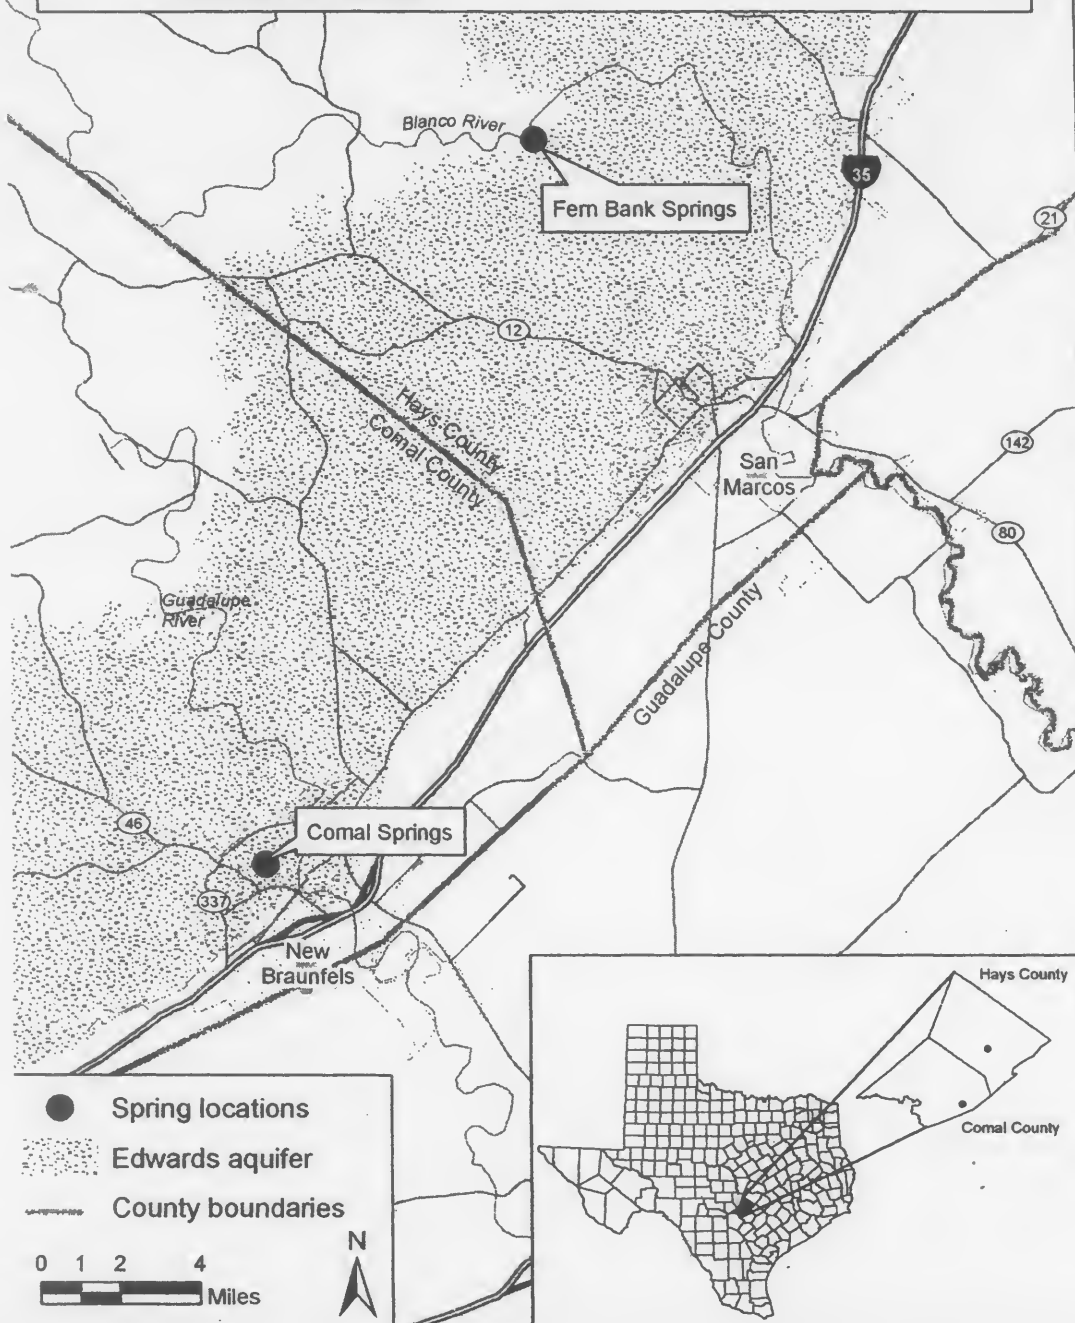 Blanco River
35
Fern Bank Springs
21
12
Hays County
Comal County
142
San
Marcos
80
Guadalupe
River
Guadalupe County
46
Comal Springs
337
New
Braunfels
Hays County
Comal County
Spring locations
Edwards aquifer
County boundaries
N
0 1 2 4
Miles